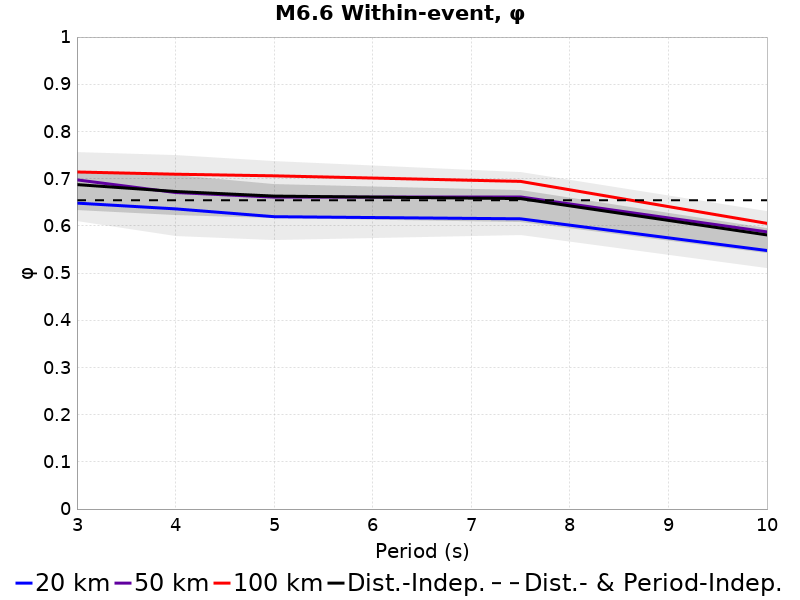 M6.6 Within-event, φ
1
0.9
0.8
0.7
0.6
0.5
0.4
0.3
0.2
0.1
0
φ
3 4 5 6 7 8 9 10
Period (s)
20 km 50 km 100 km Dist.-Indep. Dist.- & Period-Indep.